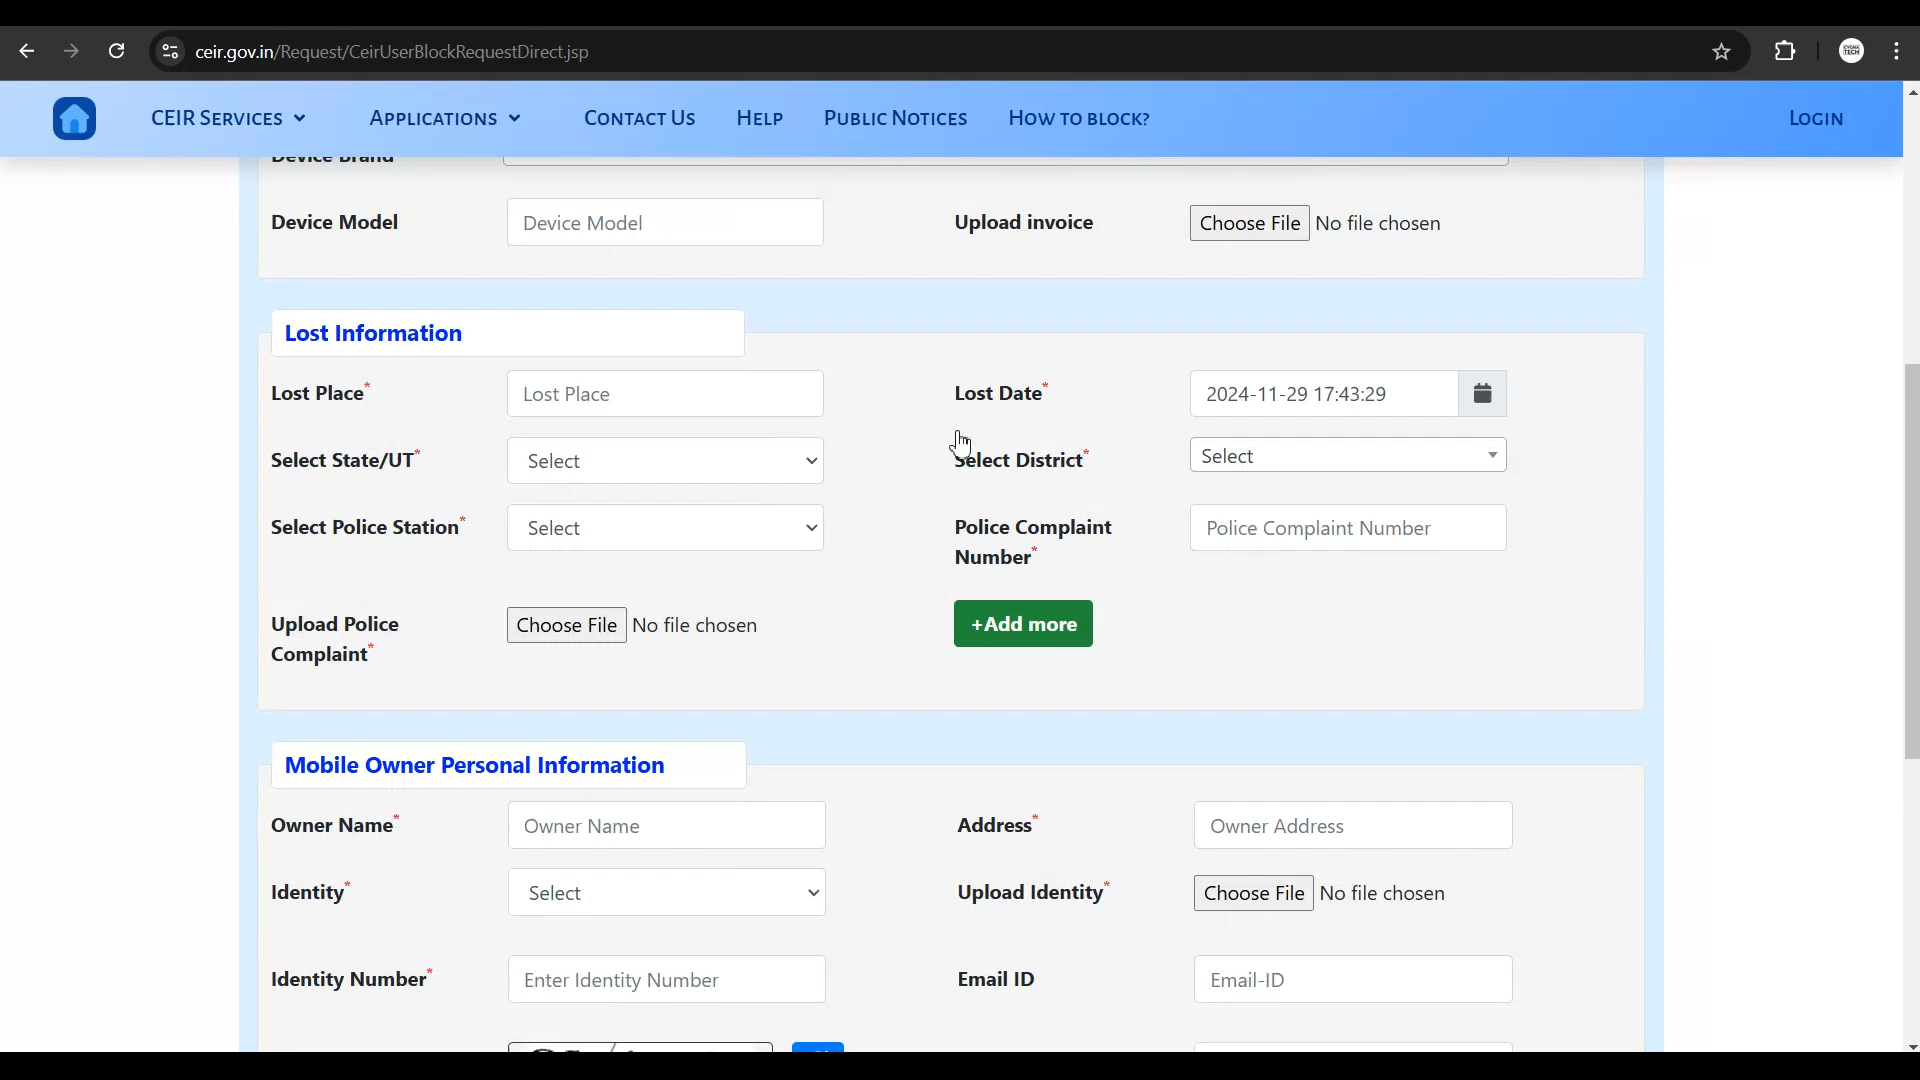 ceir.gov.in/Request/CeirUserBlockRequestDirect.jsp
CYGNA TECH
CEIR Services Applications Contact Us Help Public Notices How to block? Login
Device Brand
Device Model Device Model Upload invoice Choose File No file chosen
Lost Information
Lost Place* Lost Place Lost Date* 2024-11-29 17:43:29
Select State/UT* Select Select District* Select
Select Police Station* Select Police Complaint Number* Police Complaint Number
Upload Police Complaint* Choose File No file chosen +Add more
Mobile Owner Personal Information
Owner Name* Owner Name Address* Owner Address
Identity* Select Upload Identity* Choose File No file chosen
Identity Number* Enter Identity Number Email ID Email-ID